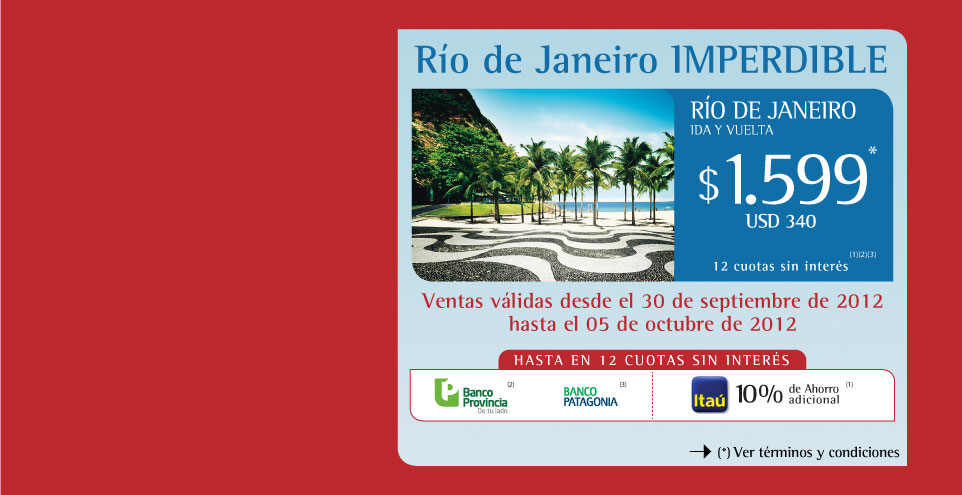 Río de Janeiro IMPERDIBLE
RÍO DE JANEIRO
IDA Y VUELTA
$1.599*
USD 340
12 cuotas sin interés (1)(2)(3)
Ventas válidas desde el 30 de septiembre de 2012
hasta el 05 de octubre de 2012
HASTA EN 12 CUOTAS SIN INTERÉS
Banco Provincia (2)
De tu lado
BANCO PATAGONIA (3)
Itaú 10% de Ahorro adicional (1)
(*) Ver términos y condiciones